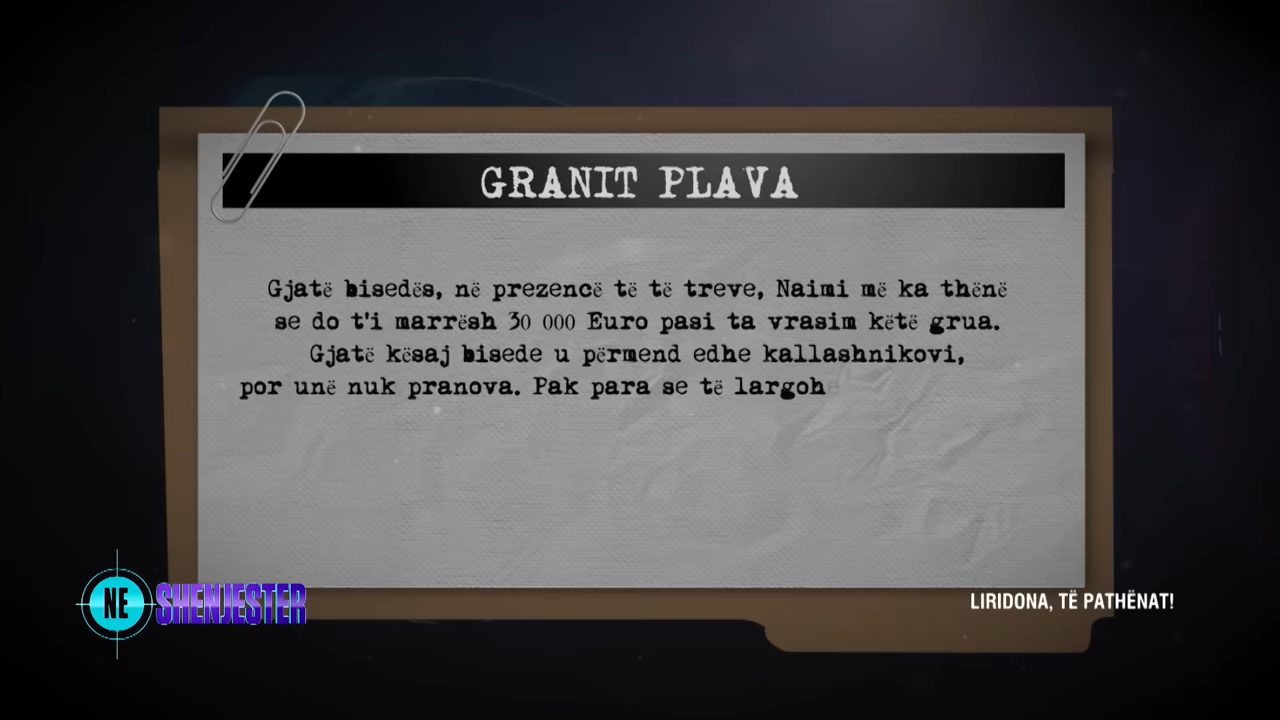 GRANIT PLAVA
Gjatë bisedës, në prezencë të të treve, Naimi më ka thënë
se do t'i marrësh 30 000 Euro pasi ta vrasim këtë grua.
Gjatë kësaj bisede u përmend edhe kallashnikovi,
por unë nuk pranova. Pak para se të largoh
NE SHENJESTER
LIRIDONA, TË PATHËNAT!